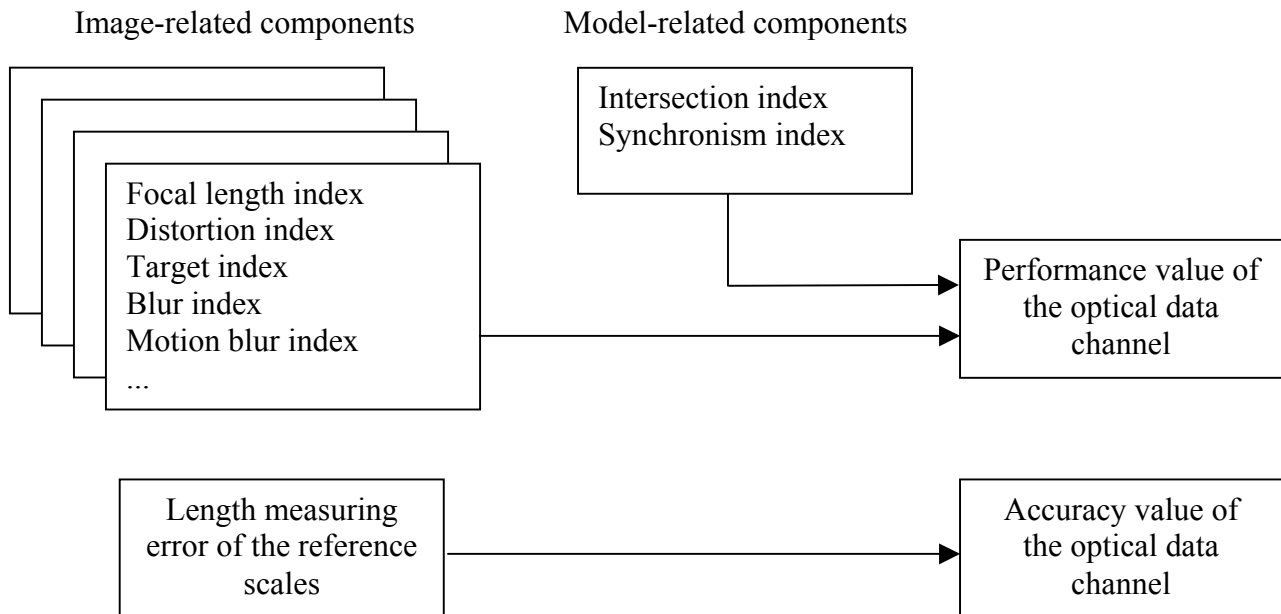 Image-related components
Model-related components
Intersection index
Synchronism index
Focal length index
Distortion index
Target index
Blur index
Motion blur index
...
Performance value of
the optical data
channel
Length measuring
error of the reference
scales
Accuracy value of
the optical data
channel